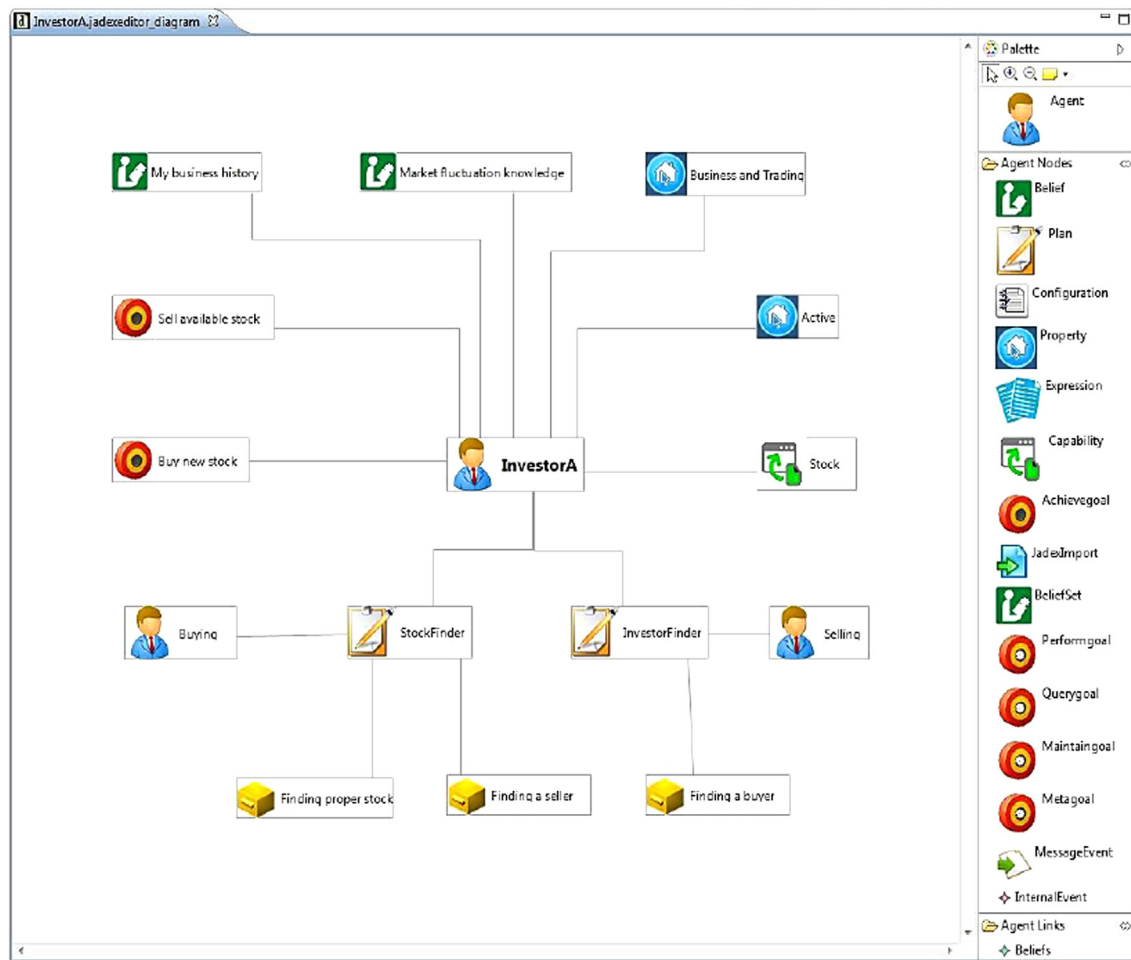 InvestorA.jadexeditor_diagram
Palette
Agent
Agent Nodes
Belief
Plan
Configuration
Property
Expression
Capability
Achievegoal
JadexImport
BeliefSet
Performgoal
Querygoal
Maintaingoal
Metagoal
MessageEvent
InternalEvent
Agent Links
Beliefs
My business history
Market fluctuation knowledge
Business and Trading
Sell available stock
Active
Buy new stock
InvestorA
Stock
Buying
StockFinder
InvestorFinder
Selling
Finding proper stock
Finding a seller
Finding a buyer